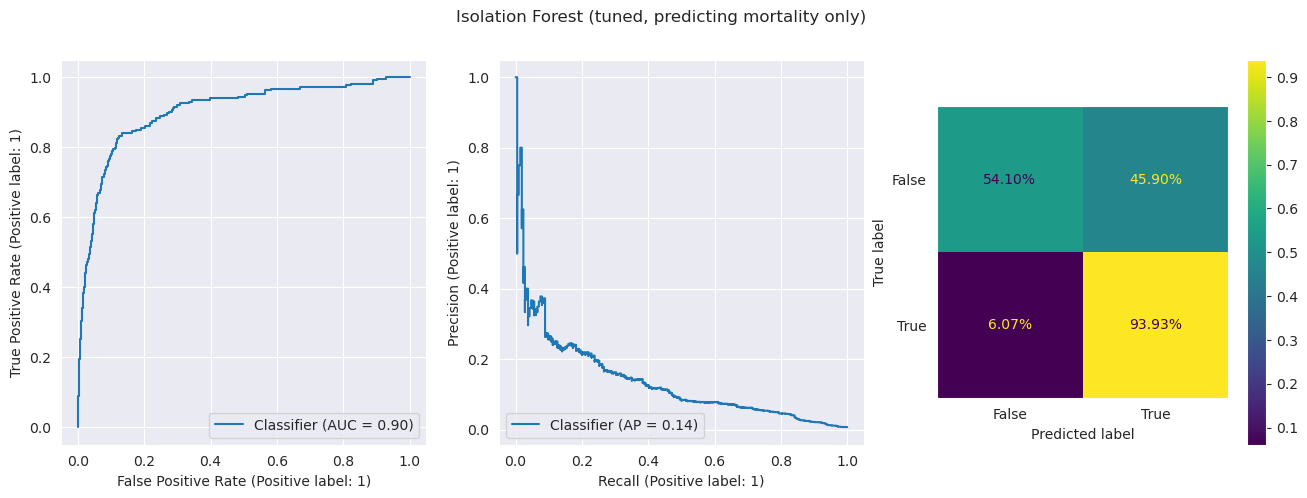 Isolation Forest (tuned, predicting mortality only)
True Positive Rate (Positive label: 1)
1.0
0.8
0.6
0.4
0.2
0.0
Classifier (AUC = 0.90)
0.0 0.2 0.4 0.6 0.8 1.0
False Positive Rate (Positive label: 1)
Precision (Positive label: 1)
1.0
0.8
0.6
0.4
0.2
0.0
Classifier (AP = 0.14)
0.0 0.2 0.4 0.6 0.8 1.0
Recall (Positive label: 1)
True label
False
True
54.10% 45.90%
6.07% 93.93%
False True
Predicted label
0.9
0.8
0.7
0.6
0.5
0.4
0.3
0.2
0.1